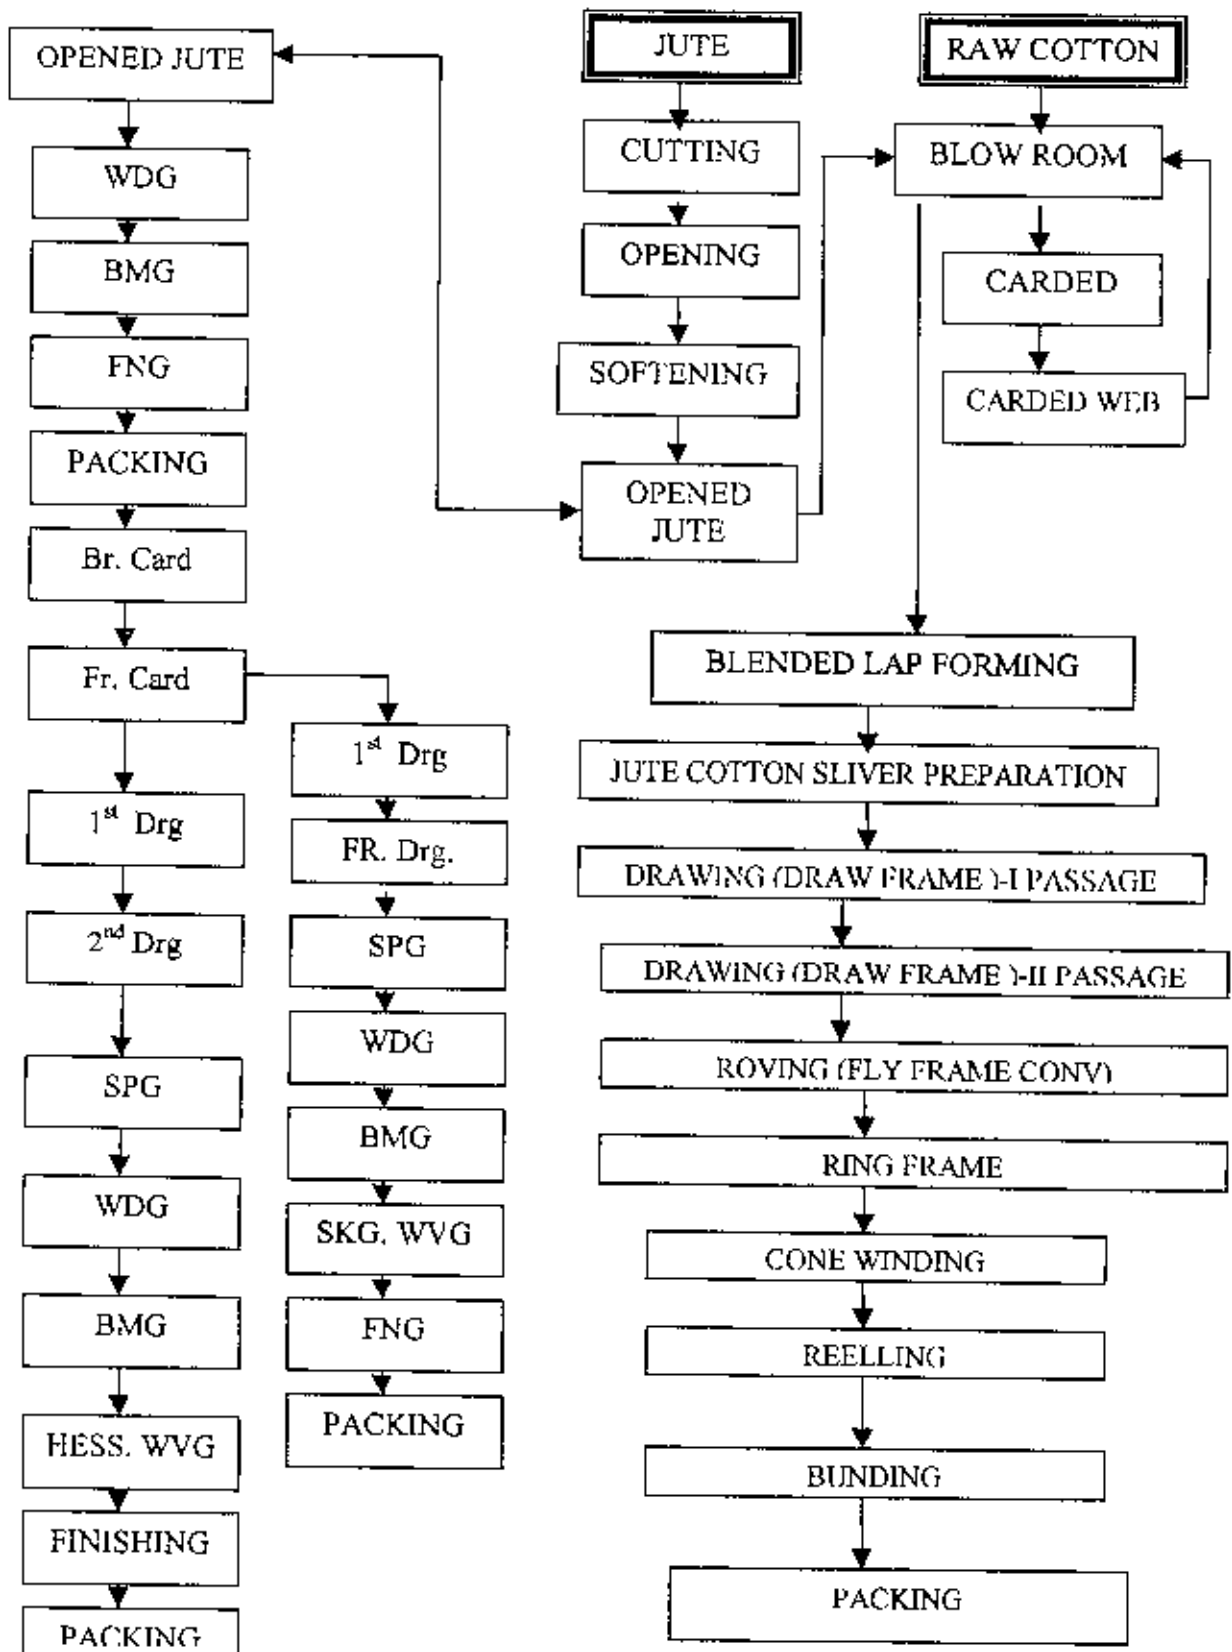 OPENED JUTE
WDG
BMG
FNG
PACKING
Br. Card
Fr. Card
1st Drg
2nd Drg
SPG
WDG
BMG
HESS. WVG
FINISHING
PACKING
1st Drg
FR. Drg.
SPG
WDG
BMG
SKG. WVG
FNG
PACKING
JUTE
CUTTING
OPENING
SOFTENING
OPENED
JUTE
RAW COTTON
BLOW ROOM
CARDED
CARDED WEB
BLENDED LAP FORMING
JUTE COTTON SLIVER PREPARATION
DRAWING (DRAW FRAME )-I PASSAGE
DRAWING (DRAW FRAME )-II PASSAGE
ROVING (FLY FRAME CONV)
RING FRAME
CONE WINDING
REELLING
BUNDING
PACKING